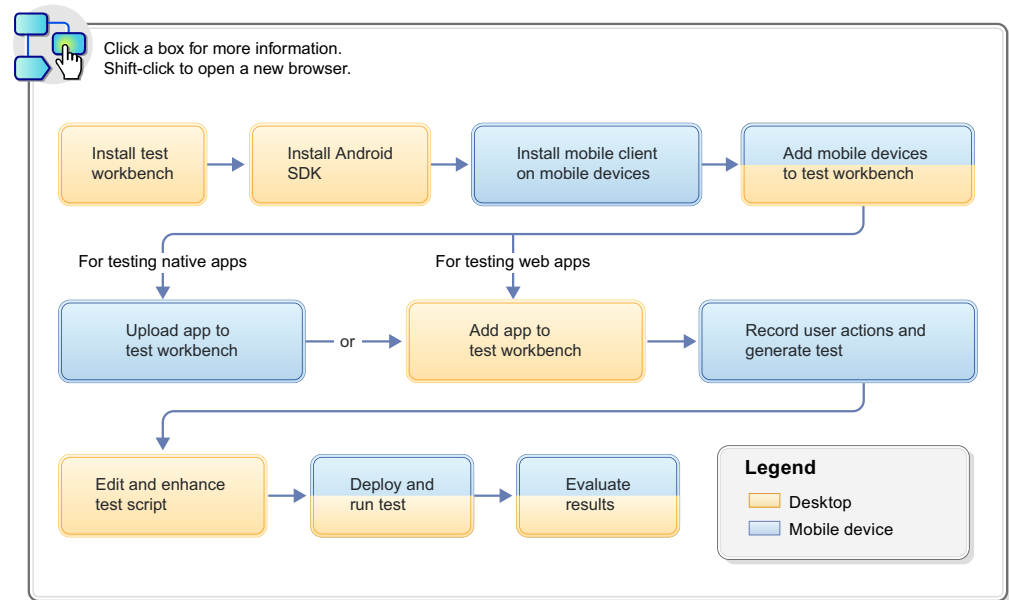 Click a box for more information.
Shift-click to open a new browser.
Install test
workbench
Install Android
SDK
Install mobile client
on mobile devices
Add mobile devices
to test workbench
For testing native apps
For testing web apps
Upload app to
test workbench
or
Add app to
test workbench
Record user actions and
generate test
Edit and enhance
test script
Deploy and
run test
Evaluate
results
Legend
Desktop
Mobile device